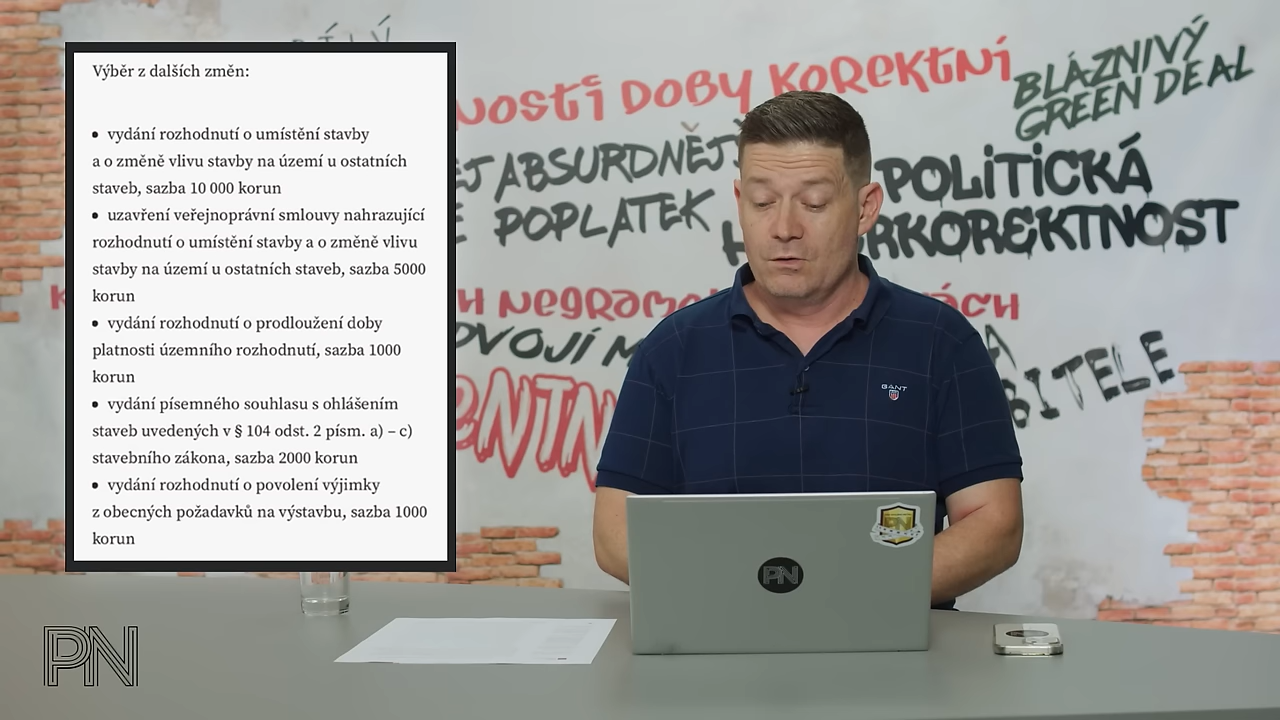 Výběr z dalších změn:
• vydání rozhodnutí o umístění stavby
a o změně vlivu stavby na území u ostatních
staveb, sazba 10 000 korun
• uzavření veřejnoprávní smlouvy nahrazující
rozhodnutí o umístění stavby a o změně vlivu
stavby na území u ostatních staveb, sazba 5000
korun
• vydání rozhodnutí o prodloužení doby
platnosti územního rozhodnutí, sazba 1000
korun
• vydání písemného souhlasu s ohlášením
staveb uvedených v § 104 odst. 2 písm. a) – c)
stavebního zákona, sazba 2000 korun
• vydání rozhodnutí o povolení výjimky
z obecných požadavků na výstavbu, sazba 1000
korun
DOBY KOREKTNÍ
BLÁZNIVÝ
GREEN DEAL
POPLATEK
POLITICKÁ
GANT
PN
PN
PN